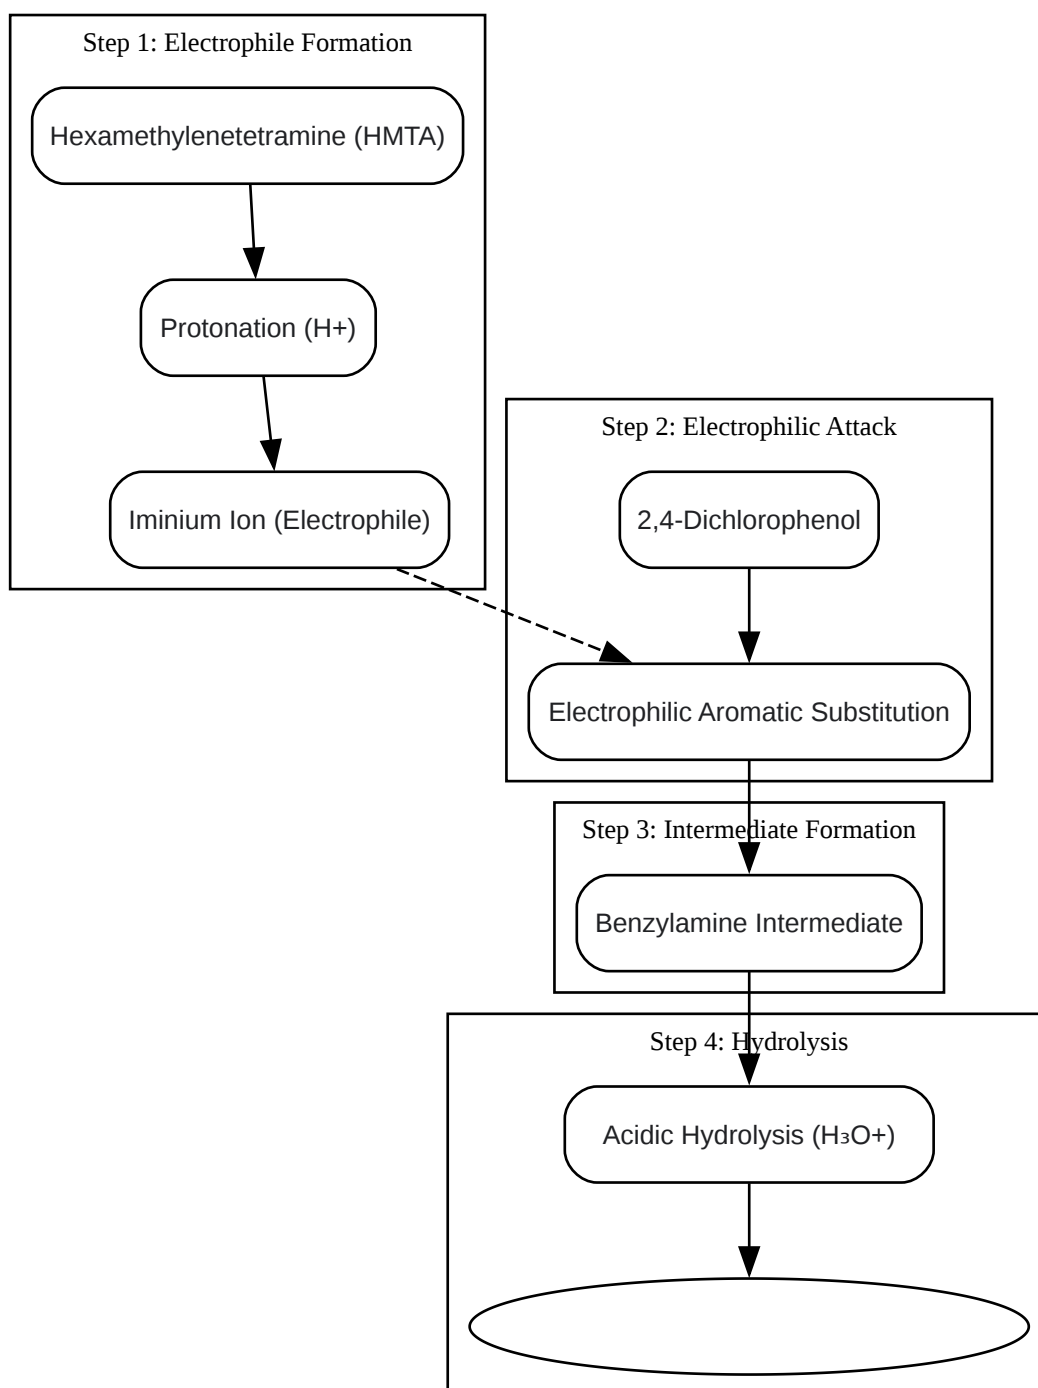 Step 1: Electrophile Formation
Hexamethylenetetramine (HMTA)
Protonation (H+)
Iminium Ion (Electrophile)
Step 2: Electrophilic Attack
2,4-Dichlorophenol
Electrophilic Aromatic Substitution
Step 3: Intermediate Formation
Benzylamine Intermediate
Step 4: Hydrolysis
Acidic Hydrolysis (H₃O+)